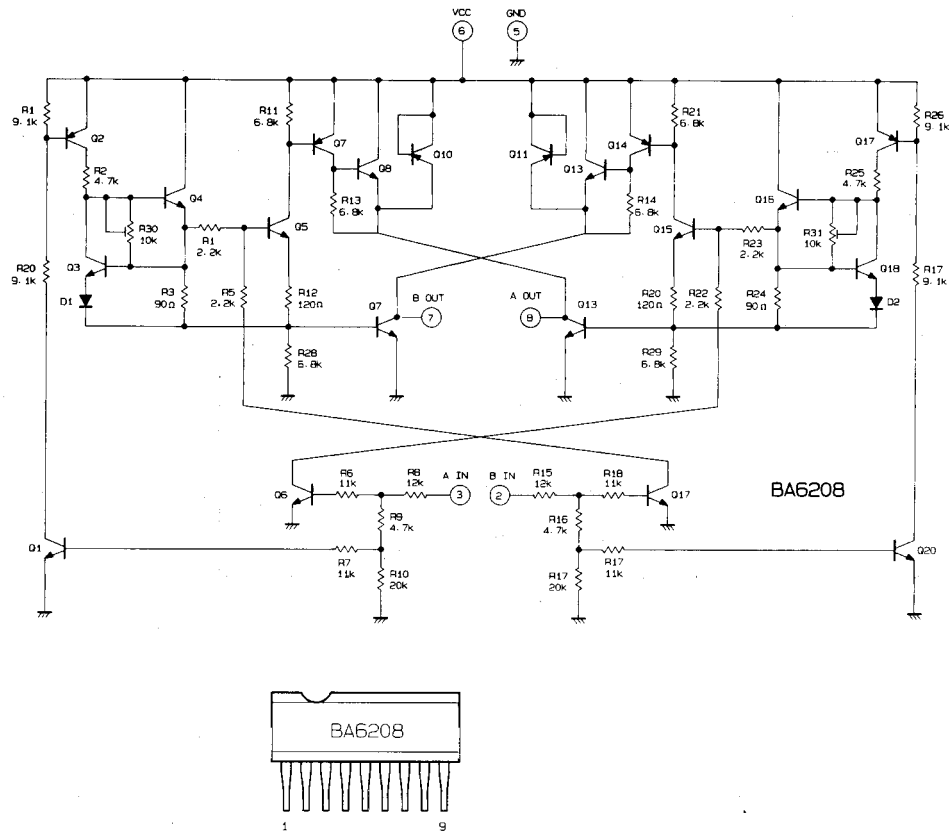 VCC
6
GND
5
R1
9.1k
Q2
R2
4.7k
Q4
R30
10k
Q3
D1
R3
90Ω
R1
2.2k
R5
2.2k
R11
6.8k
Q5
R12
120Ω
R28
6.8k
Q7
Q8
R13
6.8k
Q10
Q7
B OUT
7
Q11
Q13
Q14
R14
6.8k
A OUT
8
Q13
R21
6.8k
Q15
R20
120Ω
R29
6.8k
R22
2.2k
R23
2.2k
Q16
R31
10k
R24
90Ω
Q17
R25
4.7k
Q18
D2
R26
9.1k
R17
9.1k
R20
9.1k
Q6
R6
11k
R8
12k
A IN
3
B IN
2
R15
12k
R18
11k
Q17
R9
4.7k
R16
4.7k
BA6208
Q1
R7
11k
R10
20k
R17
20k
R17
11k
Q20
BA6208
1
9